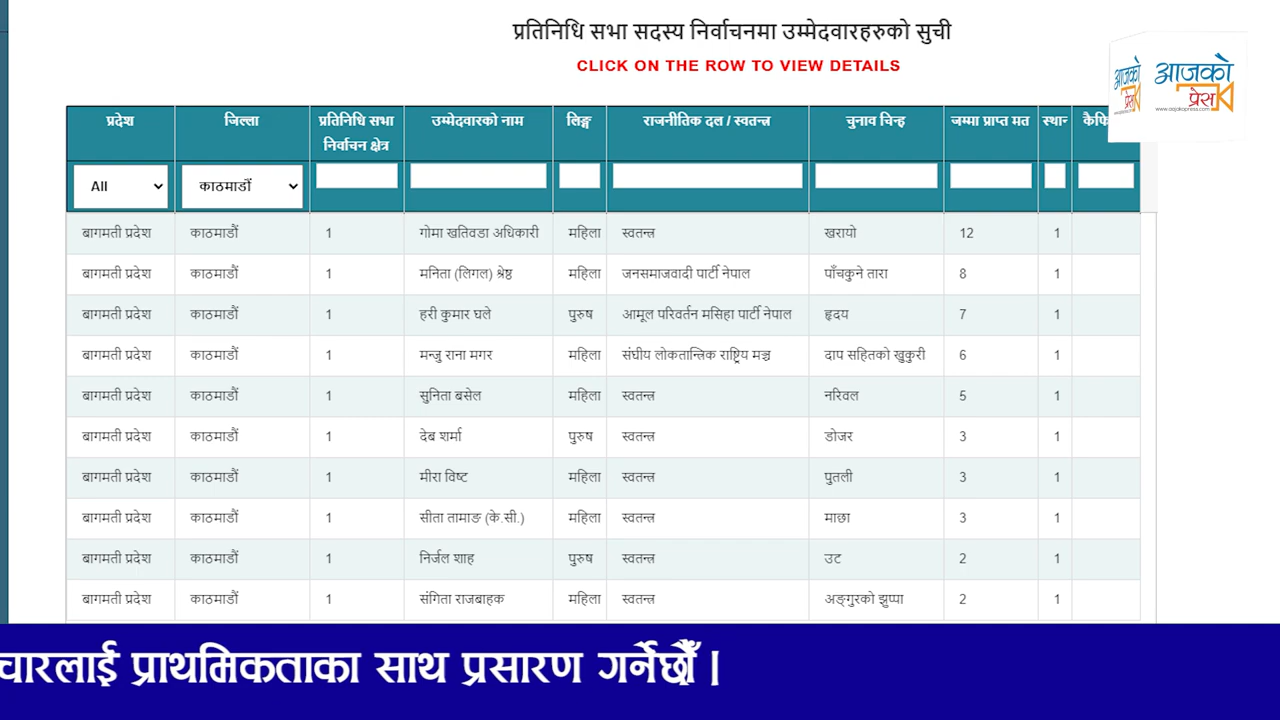 प्रतिनिधि सभा सदस्य निर्वाचनमा उम्मेदवारहरुको सुची
CLICK ON THE ROW TO VIEW DETAILS
आजको प्रेस
www.aajakopress.com
प्रदेश जिल्ला प्रतिनिधि सभा निर्वाचन क्षेत्र उम्मेदवारको नाम लिङ्ग राजनीतिक दल / स्वतन्त्र चुनाव चिन्ह जम्मा प्राप्त मत
All काठमाडौं
बागमती प्रदेश काठमाडौं 1 गोमा खतिवडा अधिकारी महिला स्वतन्त्र खरायो 12 1
बागमती प्रदेश काठमाडौं 1 मनिता (लिगल) श्रेष्ठ महिला जनसमाजवादी पार्टी नेपाल पाँचकुने तारा 8 1
बागमती प्रदेश काठमाडौं 1 हरी कुमार घले पुरुष आमूल परिवर्तन मसिहा पार्टी नेपाल हृदय 7 1
बागमती प्रदेश काठमाडौं 1 मन्जु राना मगर महिला संघीय लोकतान्त्रिक राष्ट्रिय मञ्च दाप सहितको खुकुरी 6 1
बागमती प्रदेश काठमाडौं 1 सुनिता बसेल महिला स्वतन्त्र नरिवल 5 1
बागमती प्रदेश काठमाडौं 1 देब शर्मा पुरुष स्वतन्त्र डोजर 3 1
बागमती प्रदेश काठमाडौं 1 मीरा विष्ट महिला स्वतन्त्र पुतली 3 1
बागमती प्रदेश काठमाडौं 1 सीता तामाङ (के.सी.) महिला स्वतन्त्र माछा 3 1
बागमती प्रदेश काठमाडौं 1 निर्जल शाह पुरुष स्वतन्त्र उट 2 1
बागमती प्रदेश काठमाडौं 1 संगिता राजबाहक महिला स्वतन्त्र अङ्गुरको झुप्पा 2 1
चारलाई प्राथमिकताका साथ प्रसारण गर्नेछौँ ।